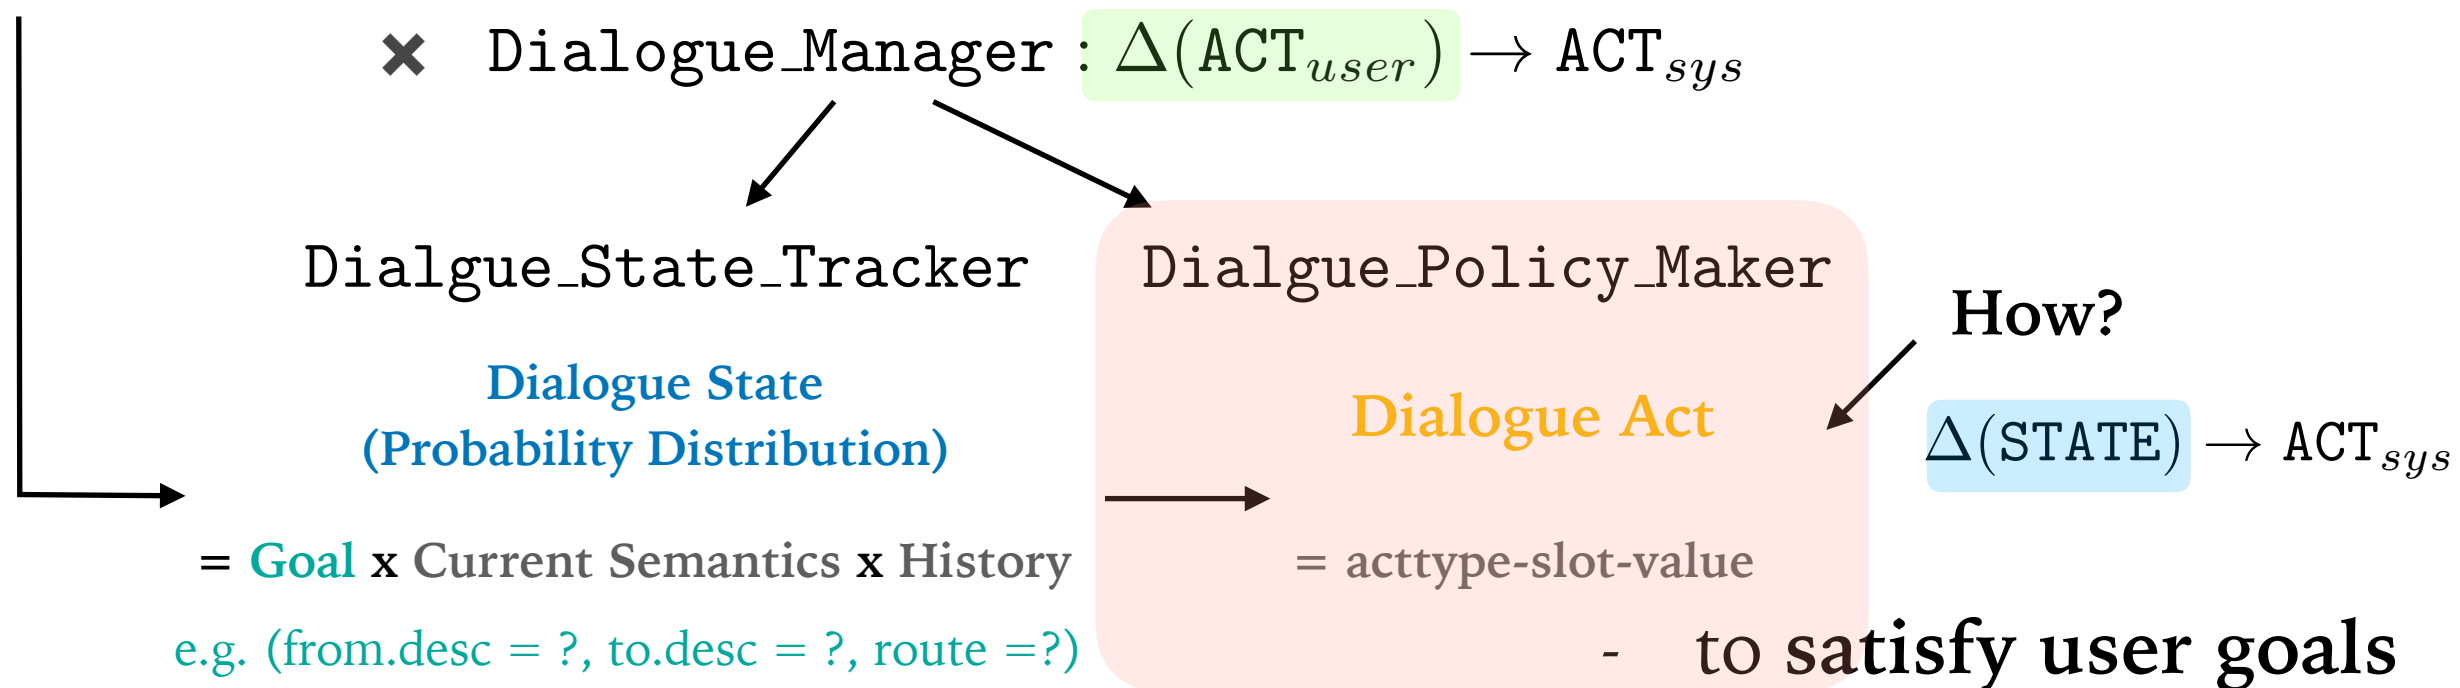 ✖ Dialogue_Manager : Δ(ACT_user) → ACT_sys
Dialgue_State_Tracker
Dialgue_Policy_Maker
How?
Dialogue State
(Probability Distribution)
Dialogue Act
Δ(STATE) → ACT_sys
= Goal x Current Semantics x History
= acttype-slot-value
e.g. (from.desc = ?, to.desc = ?, route =?)
- to satisfy user goals